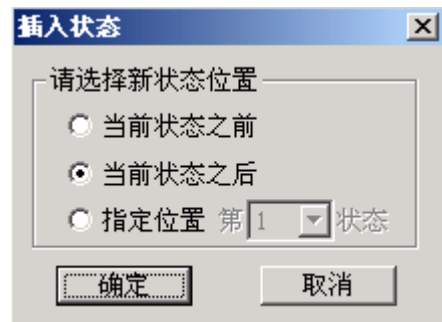 插入状态
请选择新状态位置
当前状态之前
当前状态之后
指定位置 第 1 状态
确定 取消